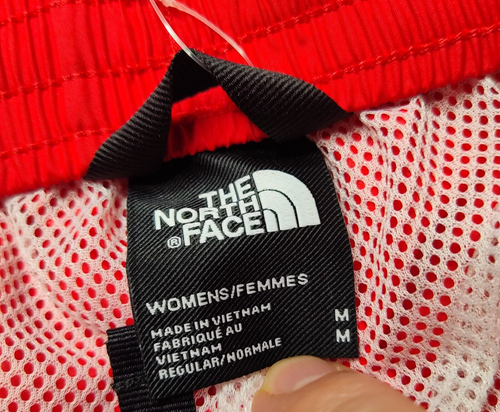 THE
NORTH
®FACE
WOMENS/FEMMES
MADE IN VIETNAM M
FABRIQUÉ AU M
VIETNAM
REGULAR/NORMALE